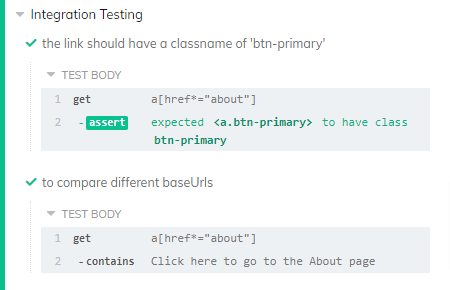 Integration Testing
the link should have a classname of 'btn-primary'
TEST BODY
1 get a[href*="about"]
2 -assert expected <a.btn-primary> to have class
btn-primary
to compare different baseUrls
TEST BODY
1 get a[href*="about"]
2 -contains Click here to go to the About page